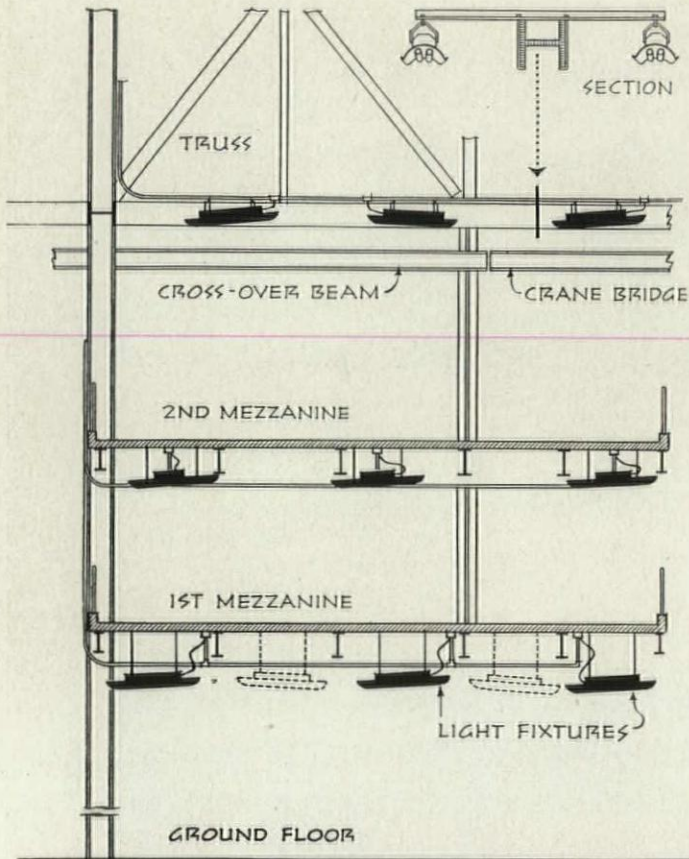 SECTION
TRUSS
CROSS-OVER BEAM
CRANE BRIDGE
2ND MEZZANINE
1ST MEZZANINE
LIGHT FIXTURES
GROUND FLOOR